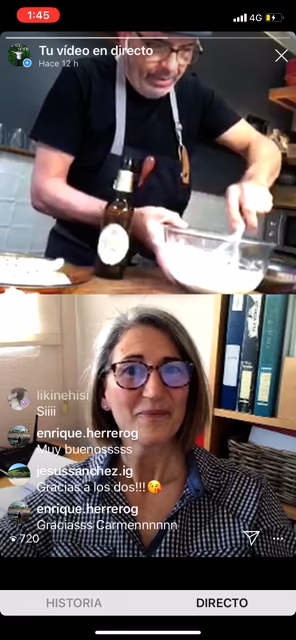 1:45
4G
Tu vídeo en directo
Hace 12 h
likinehisi
Siiii
enrique.herrerog
Muy buenosssss
jesussanchez.ig
Gracias a los dos!!!😘
enrique.herrerog
Graciasss Carmennnnnn
720
HISTORIA
DIRECTO